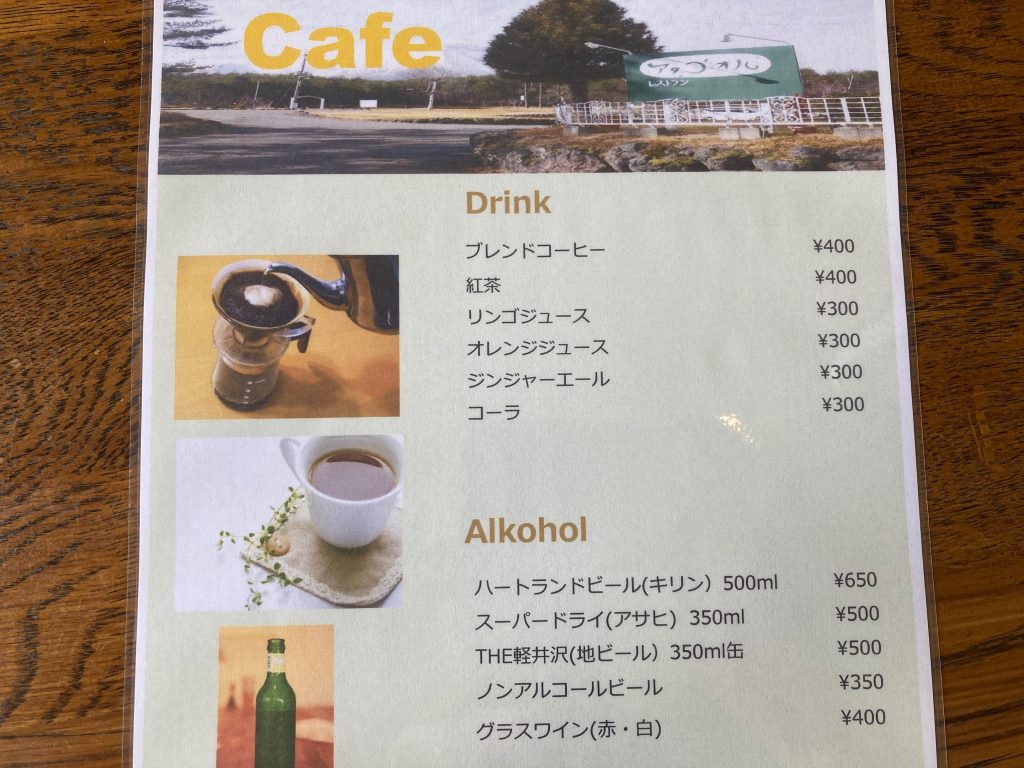 Cafe
アタゴオル
レストラン
Drink
ブレンドコーヒー ¥400
紅茶 ¥400
リンゴジュース ¥300
オレンジジュース ¥300
ジンジャーエール ¥300
コーラ ¥300
Alkohol
ハートランドビール(キリン）500ml ¥650
スーパードライ(アサヒ) 350ml ¥500
THE軽井沢(地ビール）350ml缶 ¥500
ノンアルコールビール ¥350
グラスワイン(赤・白) ¥400